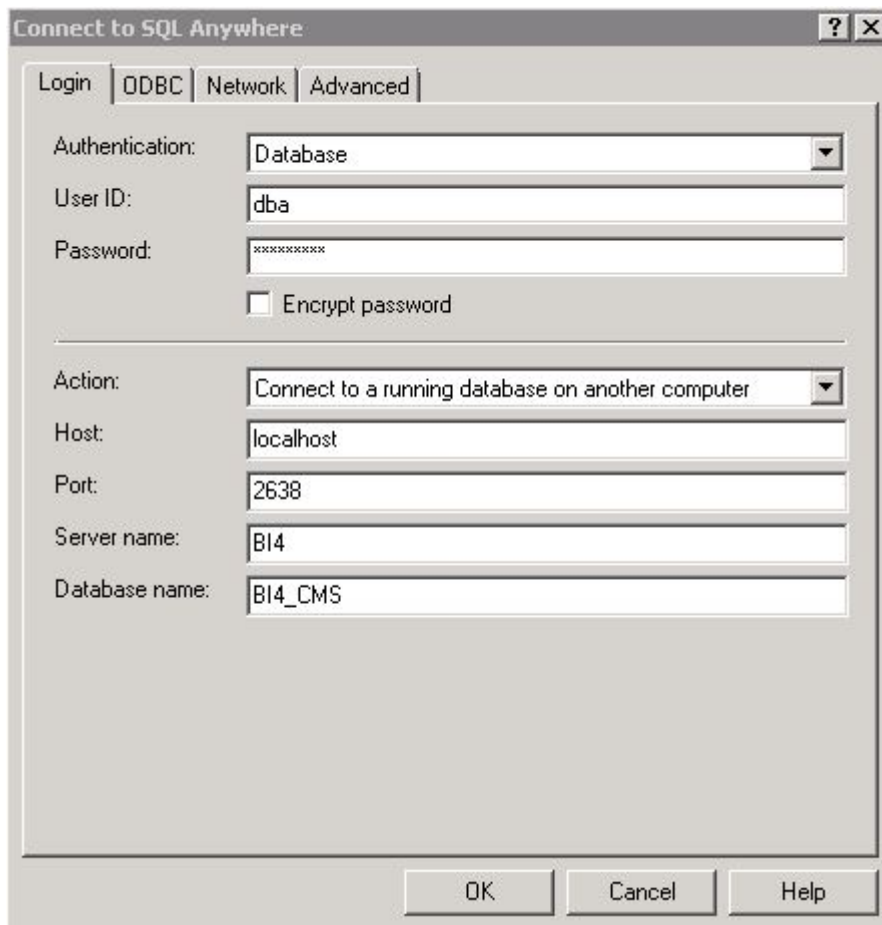 Connect to SQL Anywhere
Login ODBC Network Advanced
Authentication: Database
User ID: dba
Password: *********
Encrypt password
Action: Connect to a running database on another computer
Host: localhost
Port: 2638
Server name: BI4
Database name: BI4_CMS
OK Cancel Help